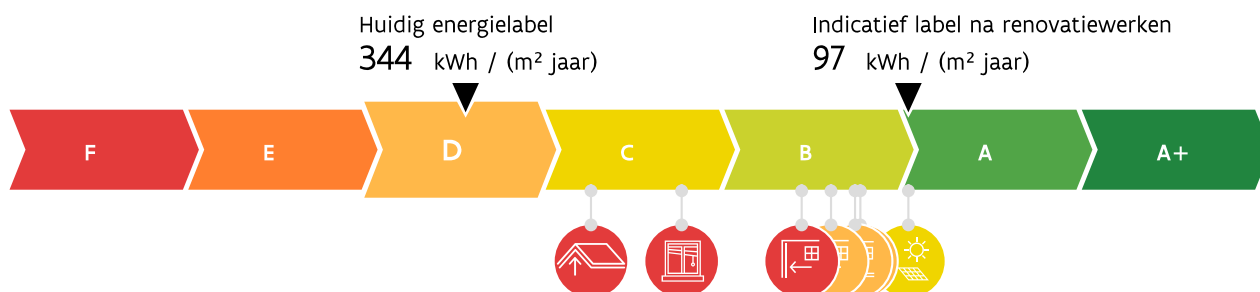 Huidig energielabel
344 kWh / (m² jaar)
Indicatief label na renovatiewerken
97 kWh / (m² jaar)
F
E
D
C
B
A
A+